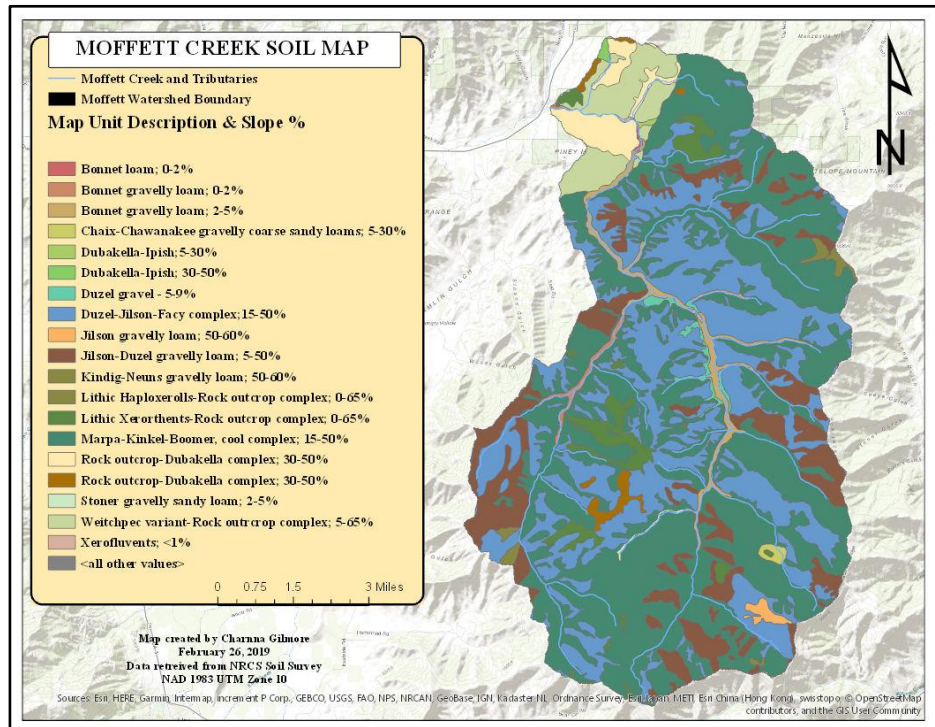 MOFFETT CREEK SOIL MAP
Moffett Creek and Tributaries
Moffett Watershed Boundary
Map Unit Description & Slope %
Bonnet loam; 0-2%
Bonnet gravelly loam; 0-2%
Bonnet gravelly loam; 2-5%
Chaix-Chawanakee gravelly coarse sandy loams; 5-30%
Dubakella-Ipish;5-30%
Dubakella-Ipish; 30-50%
Duzel gravel - 5-9%
Duzel-Jilson-Facy complex;15-50%
Jilson gravelly loam; 50-60%
Jilson-Duzel gravelly loam; 5-50%
Kindig-Neuns gravelly loam; 50-60%
Lithic Haploxerolls-Rock outcrop complex; 0-65%
Lithic Xerorthents-Rock outcrop complex; 0-65%
Marpa-Kinkel-Boomer, cool complex; 15-50%
Rock outcrop-Dubakella complex; 30-50%
Rock outcrop-Dubakella complex; 30-50%
Stoner gravelly sandy loam; 2-5%
Weitchpec variant-Rock outrcrop complex; 5-65%
Xerofluvents; <1%
<all other values>
0 0.75 1.5 3 Miles
Map created by Charnna Gilmore
February 26, 2019
Data retreived from NRCS Soil Survey
NAD 1983 UTM Zone 10
N
PINEY
RANGE
MOUNTAIN
Sources: Esri, HERE, Garmin, Intermap, increment P Corp., GEBCO, USGS, FAO, NPS, NRCAN, GeoBase, IGN, Kadaster NL, Ordnance Survey, Esri Japan, METI, Esri China (Hong Kong), swisstopo, © OpenStreetMap
contributors, and the GIS User Community